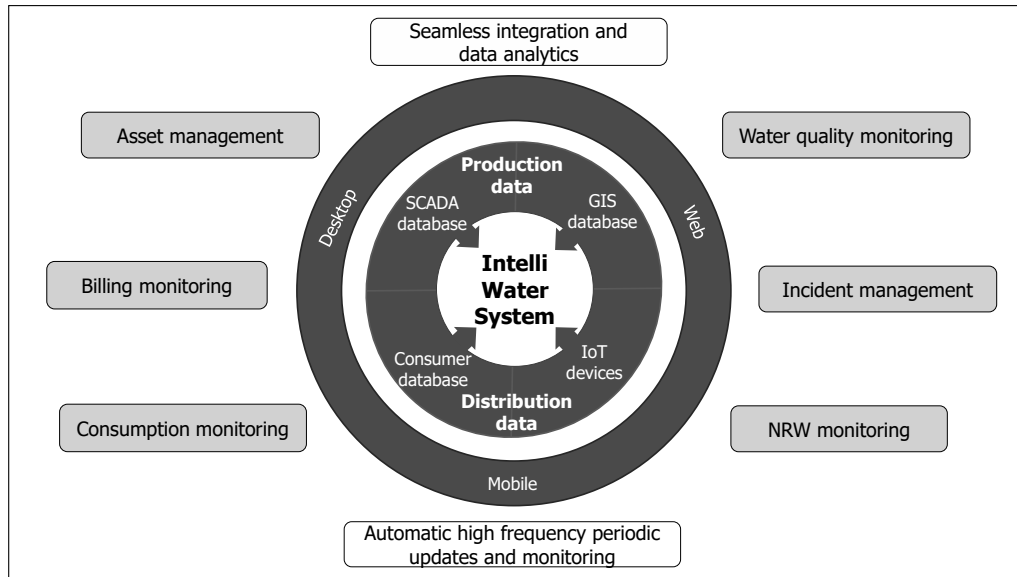 Seamless integration and
data analytics
Asset management
Water quality monitoring
Production
data
SCADA
database
GIS
database
Desktop
Web
Intelli
Water
System
Billing monitoring
Incident management
Consumer
database
IoT
devices
Distribution
data
Consumption monitoring
NRW monitoring
Mobile
Automatic high frequency periodic
updates and monitoring